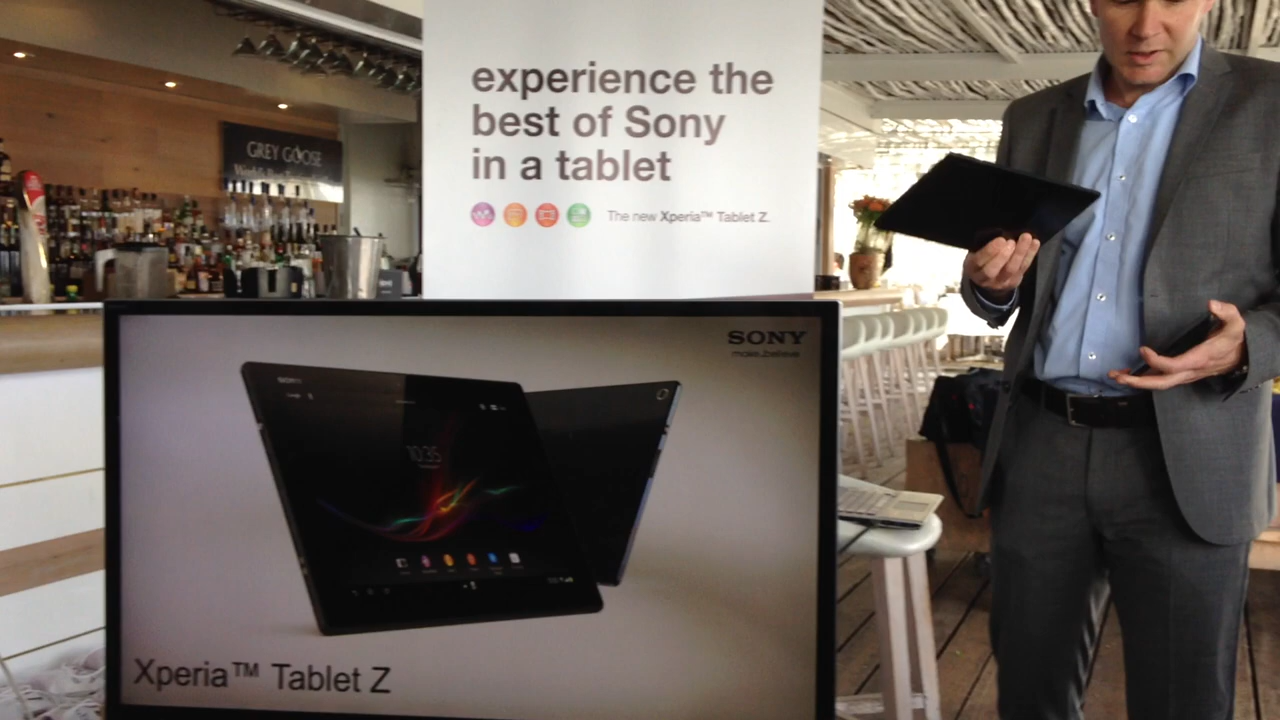 experience the
best of Sony
in a tablet
The new Xperia™ Tablet Z.
GREY GOOSE
SONY
make.believe
SONY
10:35
Xperia™ Tablet Z